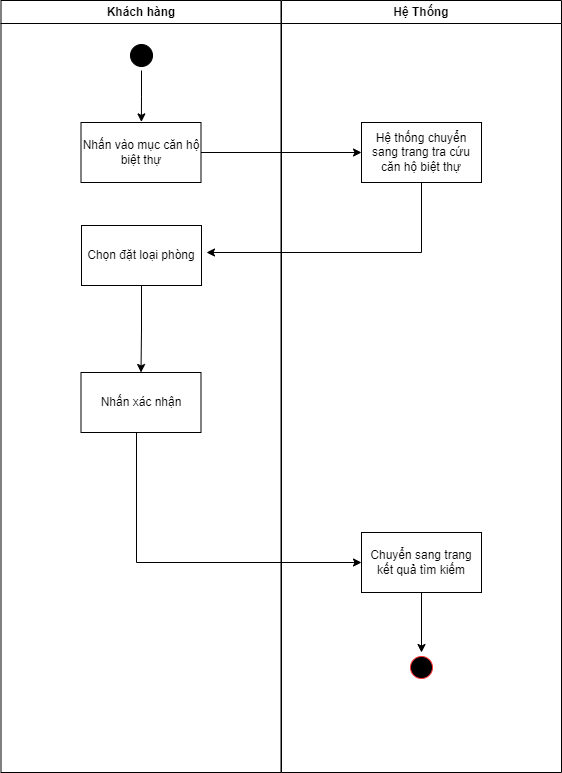 Khách hàng
Hệ Thống
Nhấn vào mục căn hộ
biệt thự
Hệ thống chuyển
sang trang tra cứu
căn hộ biệt thự
Chọn đặt loại phòng
Nhấn xác nhận
Chuyển sang trang
kết quả tìm kiếm